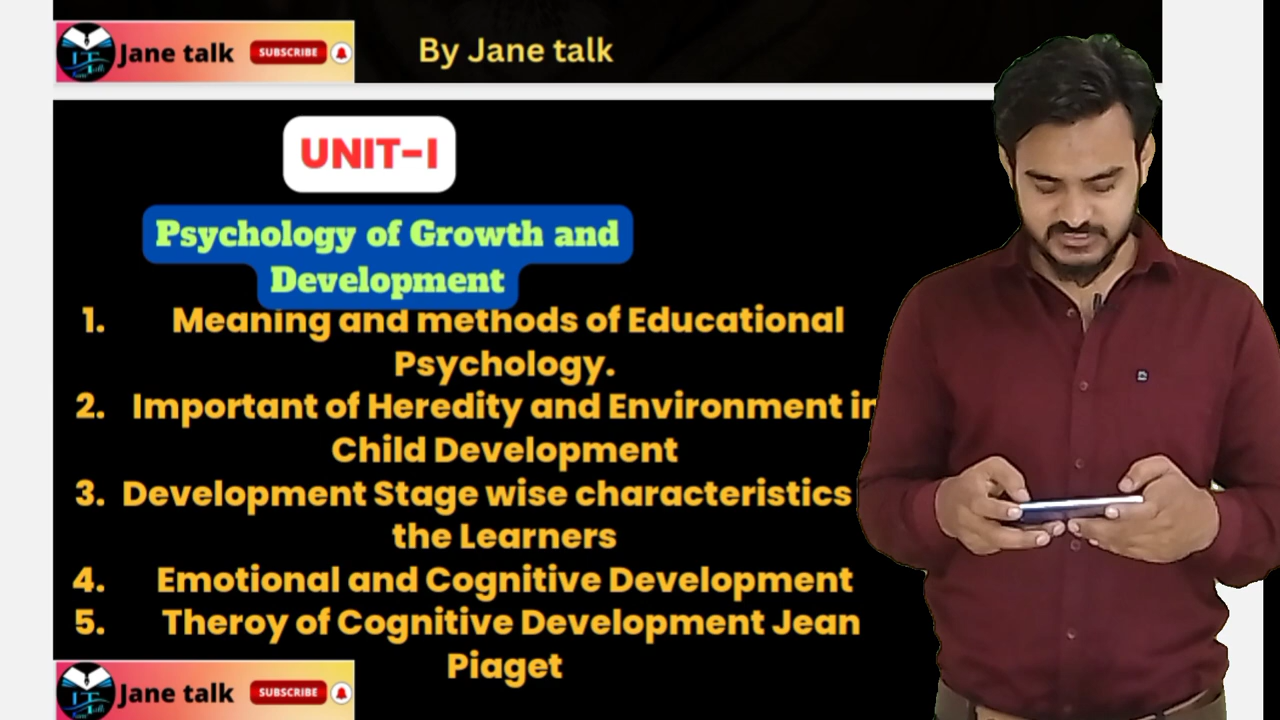 Jane talk SUBSCRIBE
By Jane talk
UNIT-I
Psychology of Growth and
Development
1. Meaning and methods of Educational
Psychology.
2. Important of Heredity and Environment in
Child Development
3. Development Stage wise characteristics
the Learners
4. Emotional and Cognitive Development
5. Theroy of Cognitive Development Jean
Piaget
Jane talk SUBSCRIBE